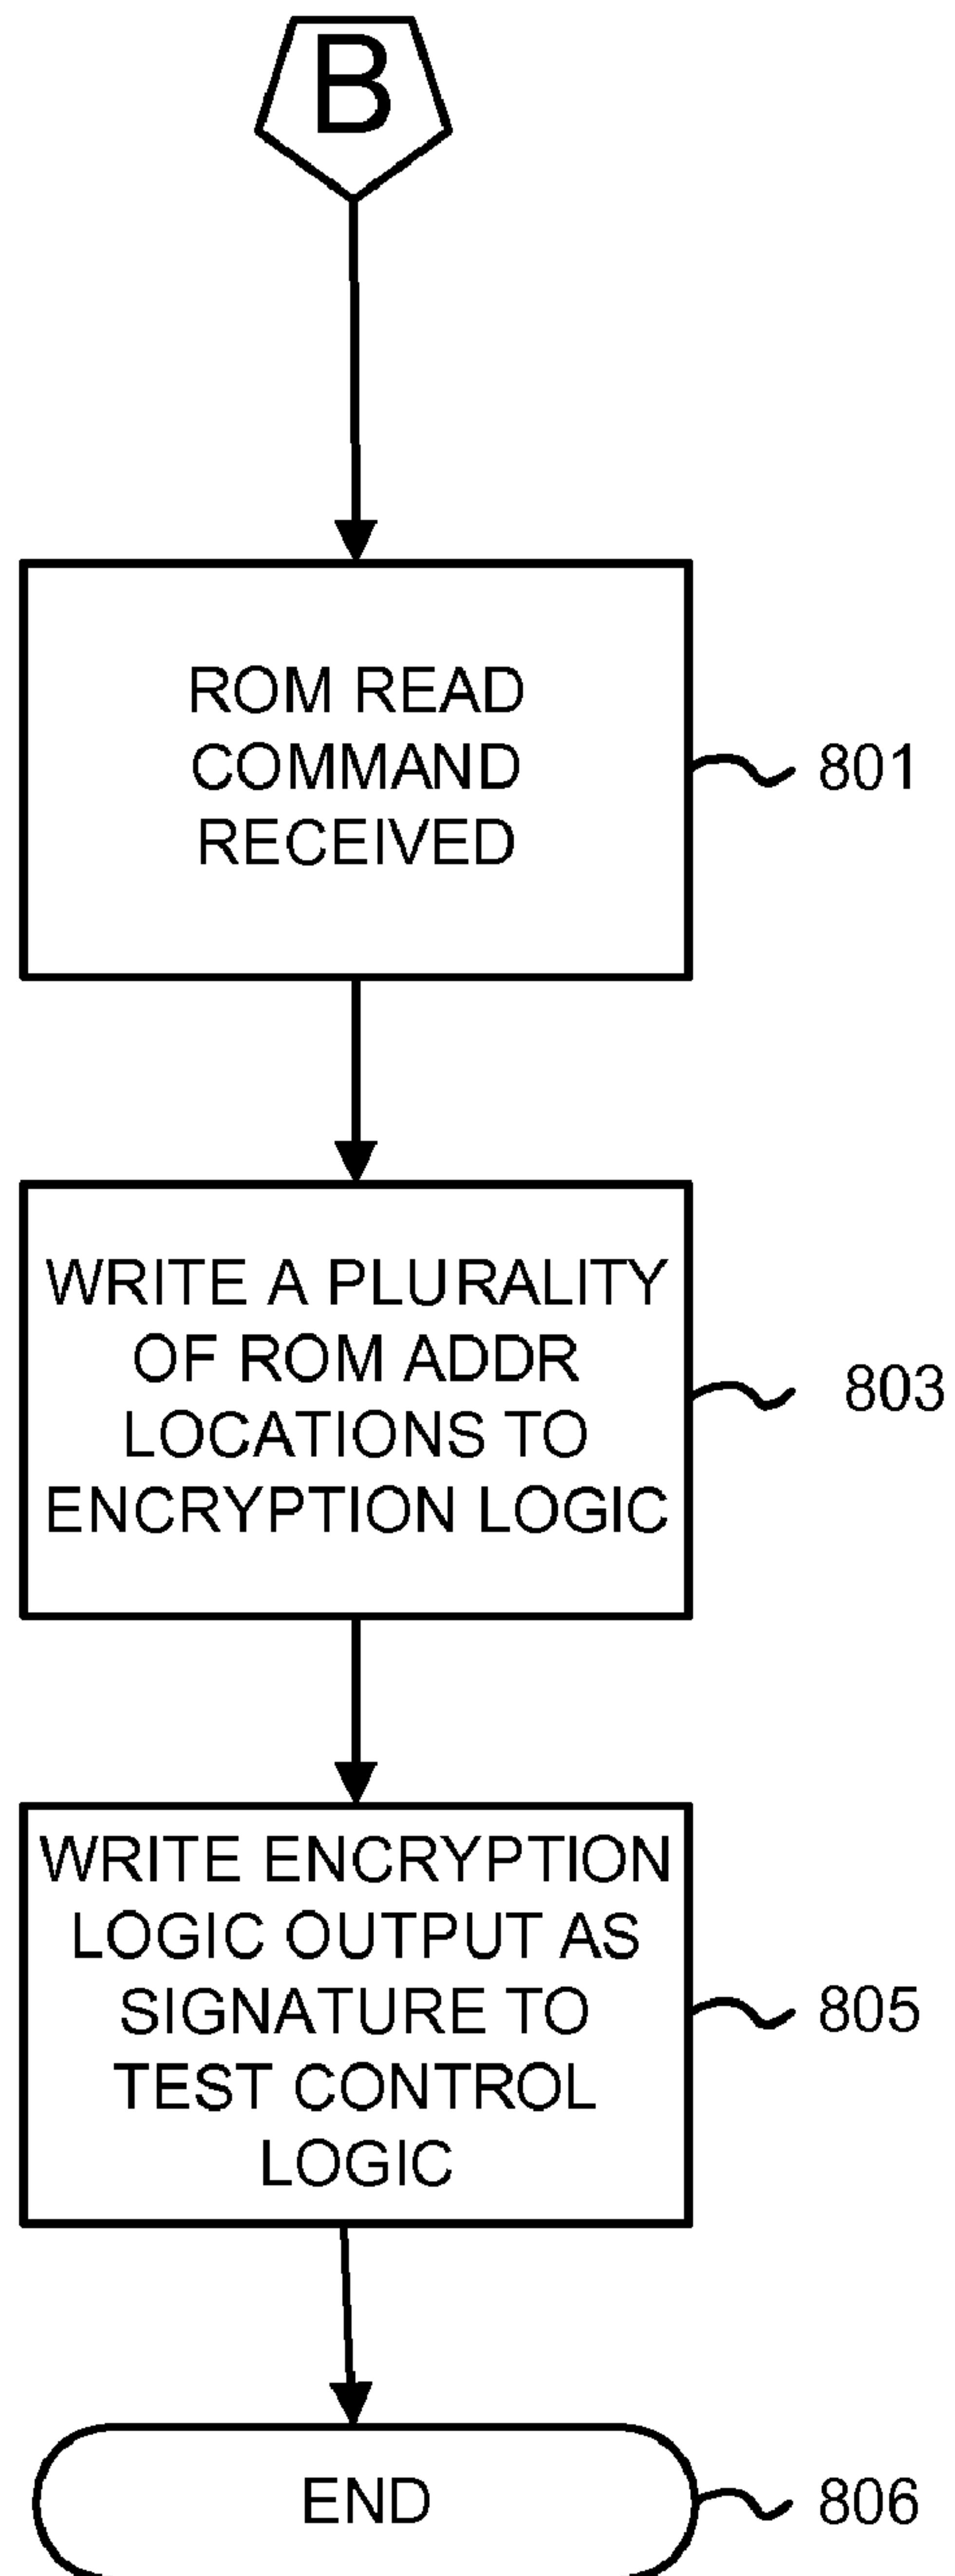 B
ROM READ
COMMAND
RECEIVED
801
WRITE A PLURALITY
OF ROM ADDR
LOCATIONS TO
ENCRYPTION LOGIC
803
WRITE ENCRYPTION
LOGIC OUTPUT AS
SIGNATURE TO
TEST CONTROL
LOGIC
805
END
806